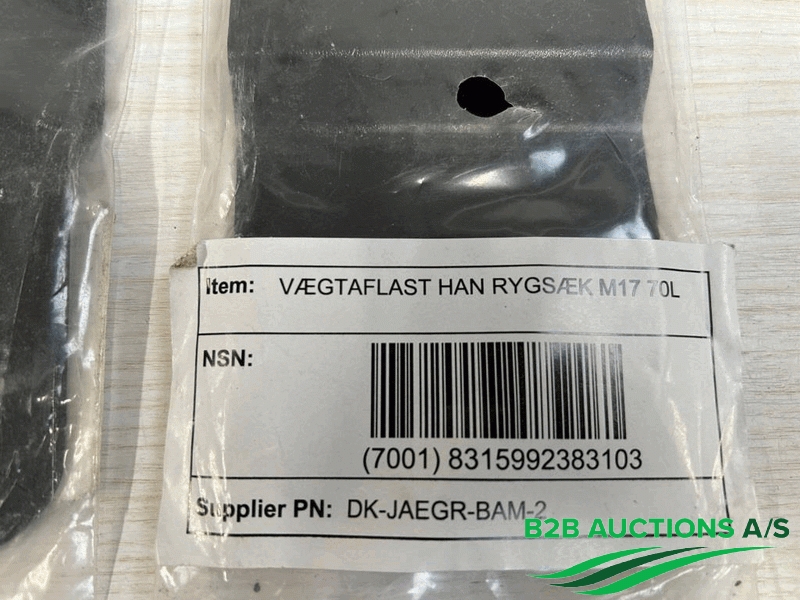 Item: VÆGTAFLAST HAN RYGSÆK M17 70L
NSN:
(7001) 8315992383103
Supplier PN: DK-JAEGR-BAM-2
B2B AUCTIONS A/S